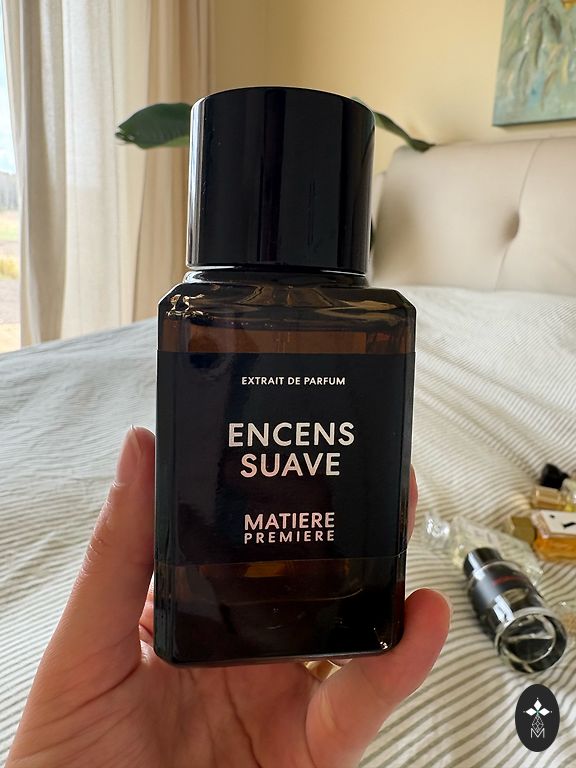 EXTRAIT DE PARFUM
ENCENS
SUAVE
MATIERE
PREMIERE